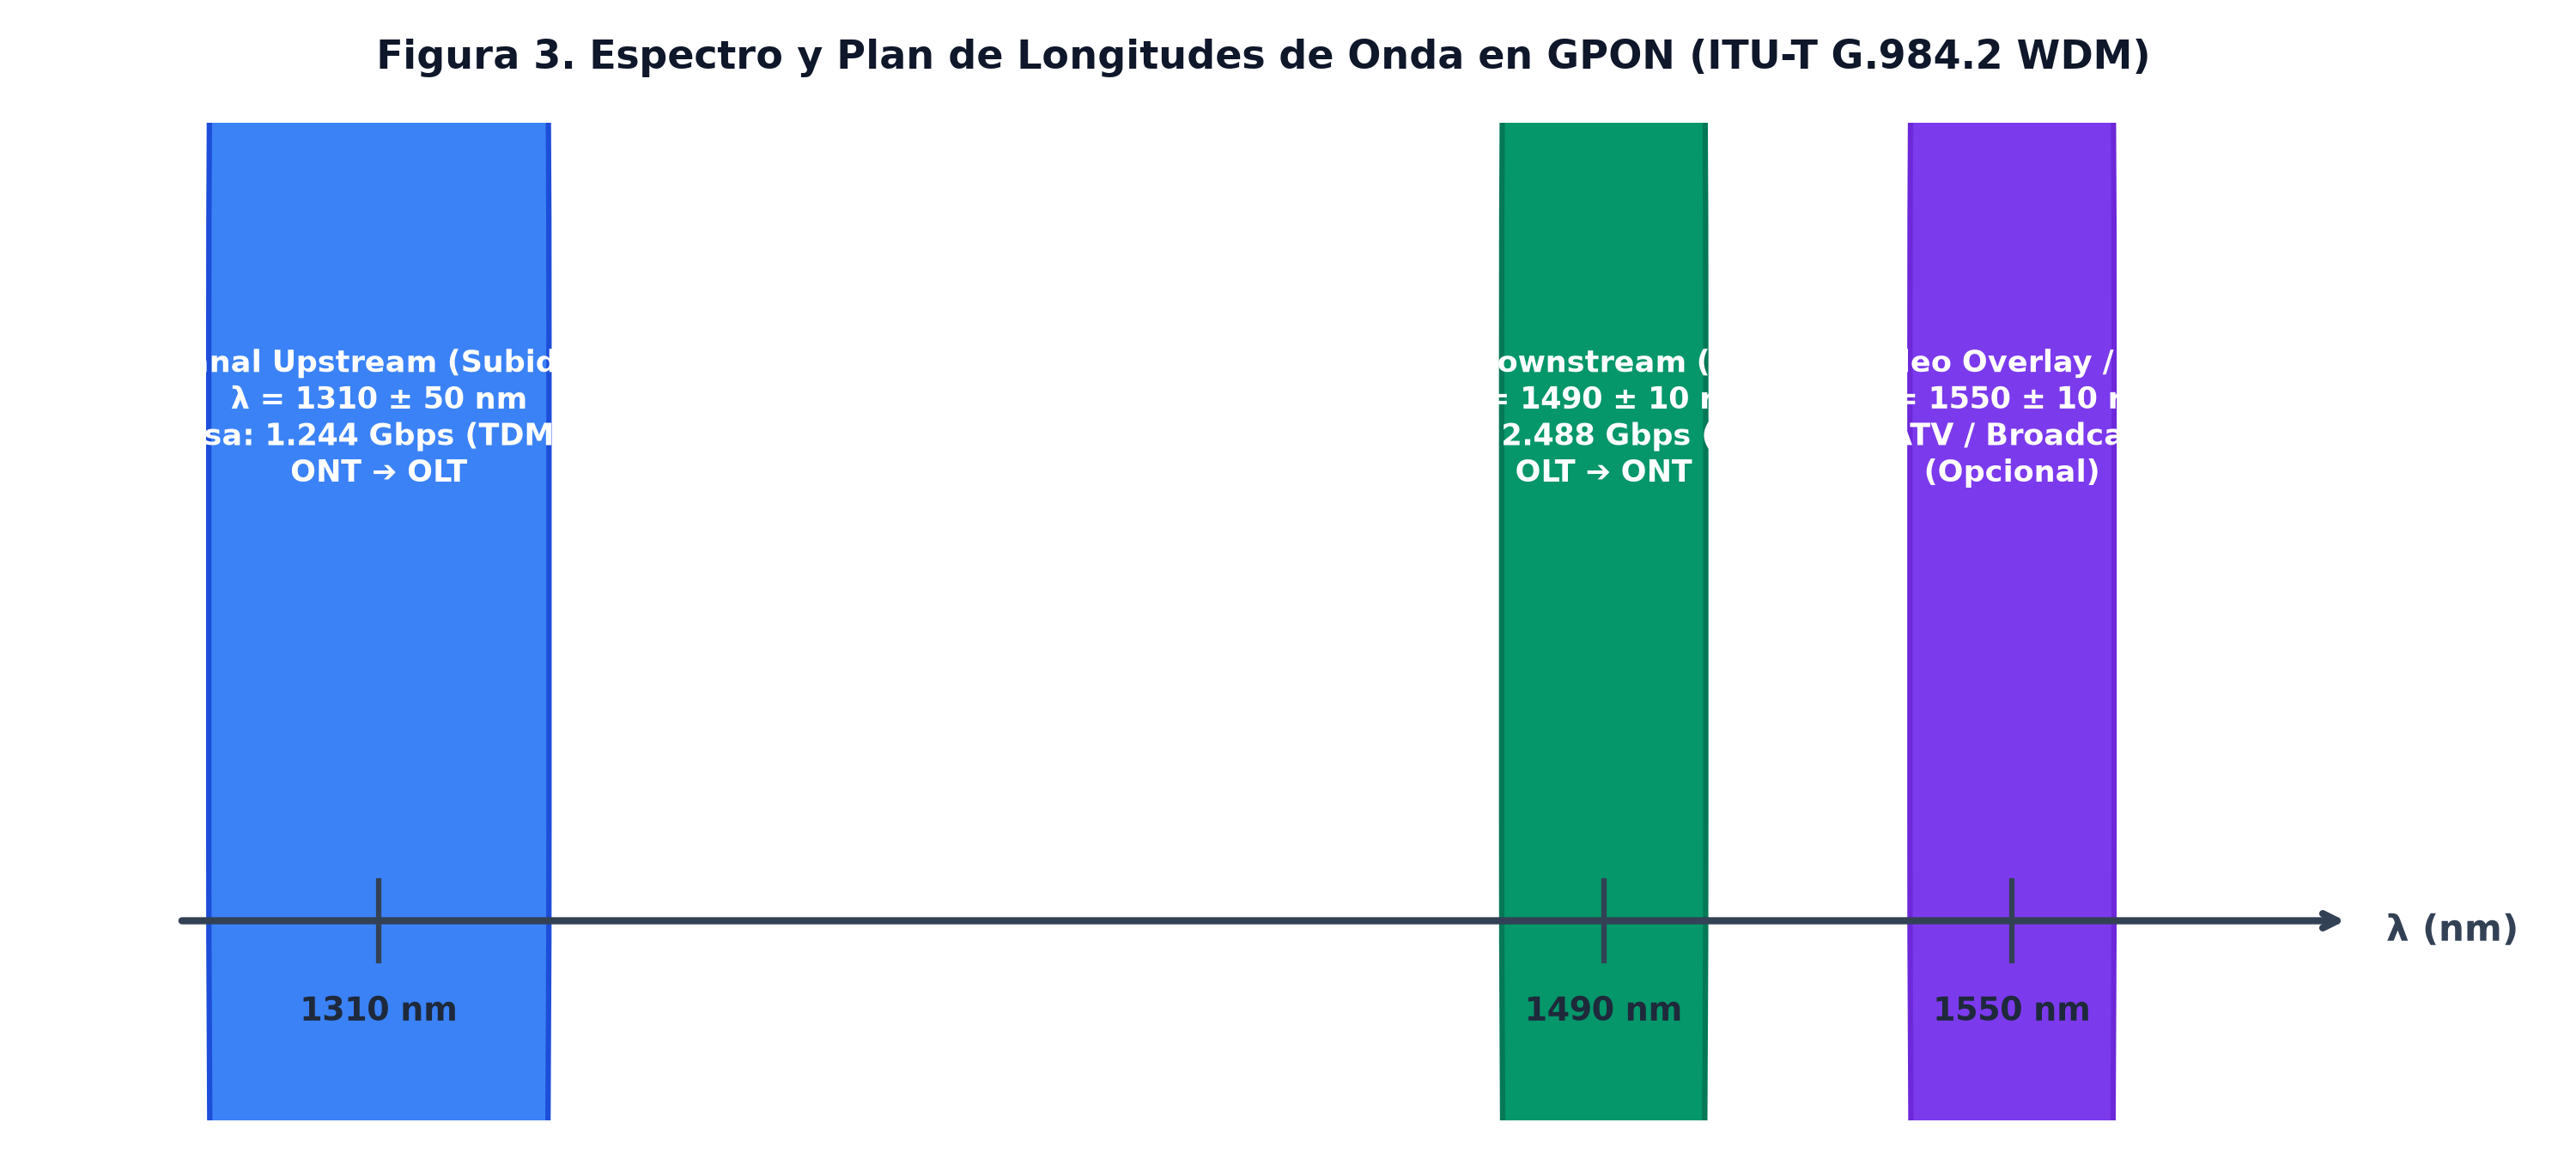 Figura 3. Espectro y Plan de Longitudes de Onda en GPON (ITU-T G.984.2 WDM)
nal Upstream (Subid
λ = 1310 ± 50 nm
sa: 1.244 Gbps (TDM
ONT ➔ OLT
ownstream (
= 1490 ± 10 n
2.488 Gbps (
OLT ➔ ONT
eo Overlay /
= 1550 ± 10 n
ATV / Broadca
(Opcional)
λ (nm)
1310 nm
1490 nm
1550 nm